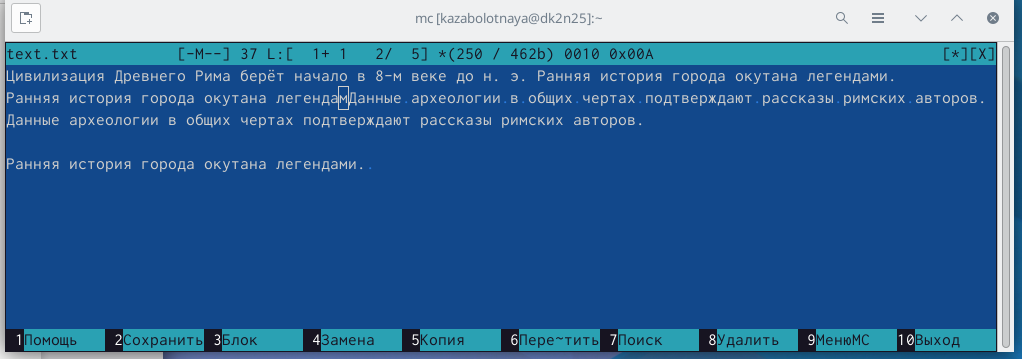 mc [kazabolotnaya@dk2n25]:~
text.txt [-M--] 37 L:[ 1+ 1 2/ 5] *(250 / 462b) 0010 0x00A [*][X]
Цивилизация Древнего Рима берёт начало в 8-м веке до н. э. Ранняя история города окутана легендами.
Ранняя история города окутана легендамДанные.археологии.в.общих.чертах.подтверждают.рассказы.римских.авторов.
Данные археологии в общих чертах подтверждают рассказы римских авторов.
Ранняя история города окутана легендами..
1Помощь 2Сохранить 3Блок 4Замена 5Копия 6Пере~тить 7Поиск 8Удалить 9МенюMC 10Выход